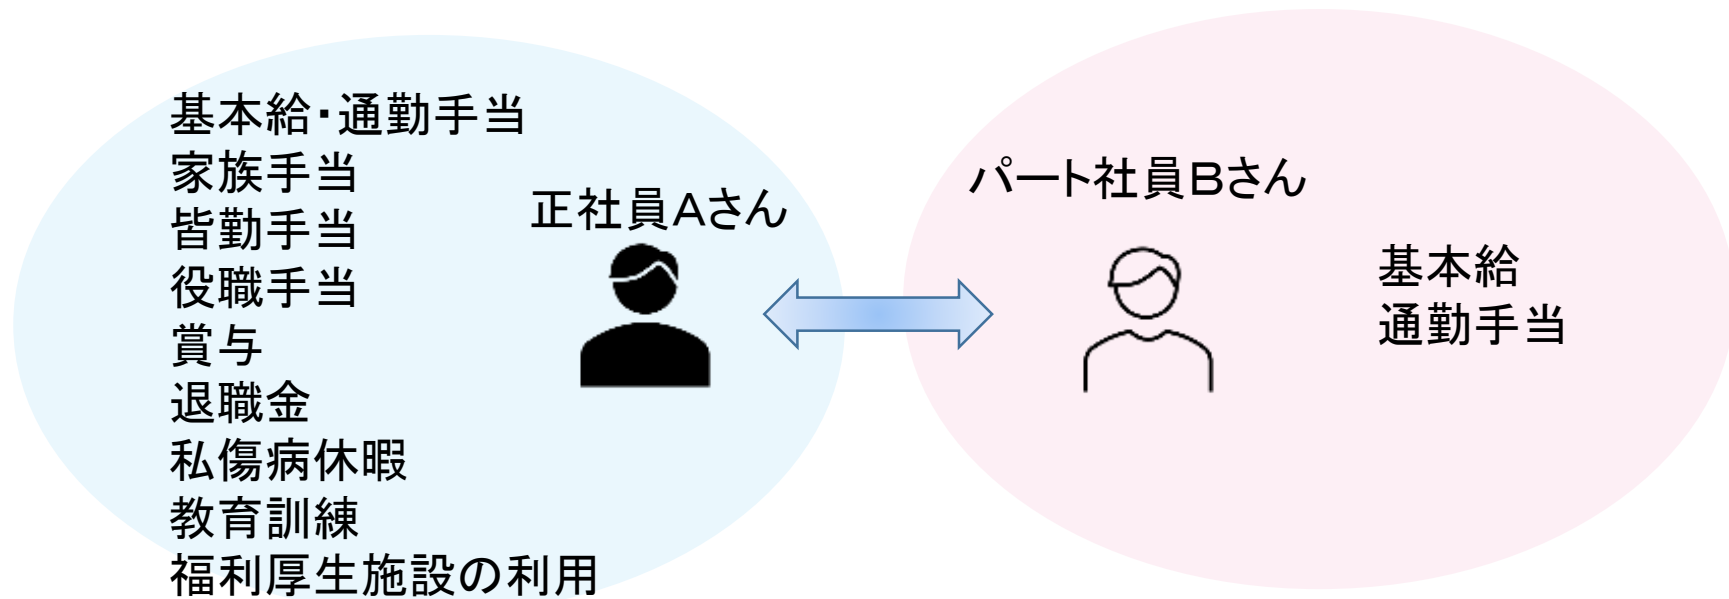 基本給・通勤手当
家族手当
皆勤手当
役職手当
賞与
退職金
私傷病休暇
教育訓練
福利厚生施設の利用
正社員Aさん
パート社員Bさん
基本給
通勤手当